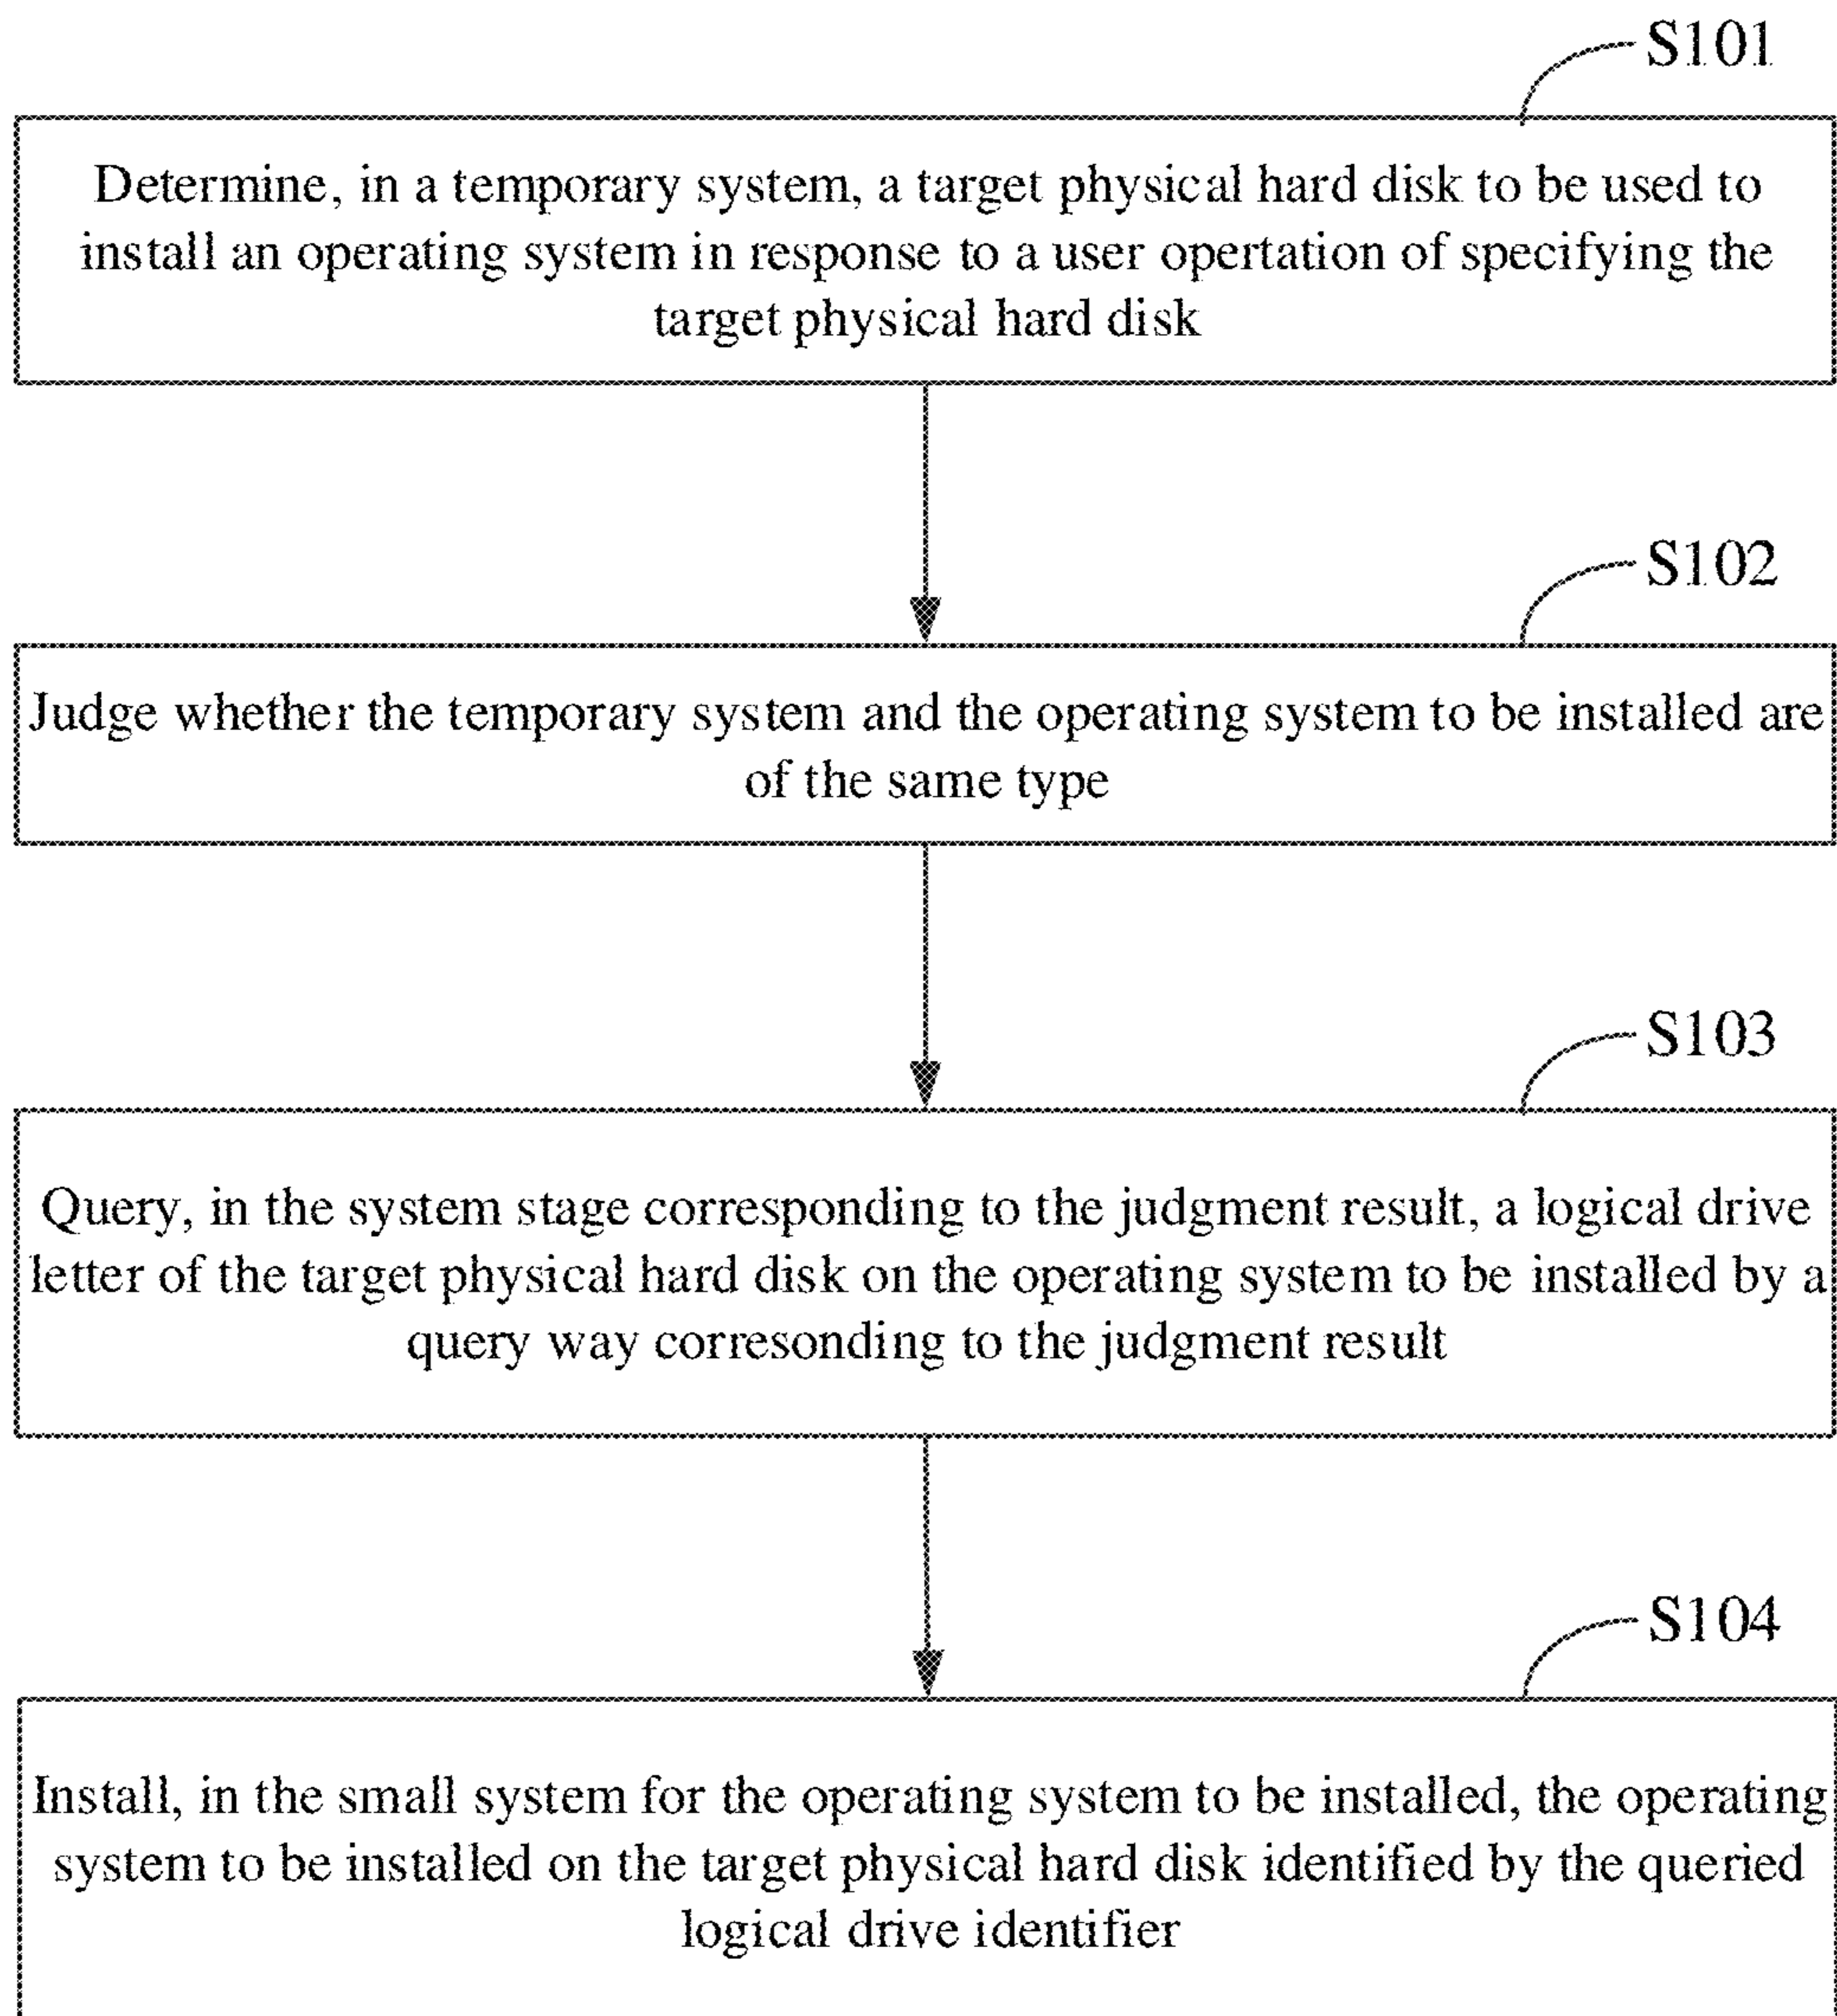 S101
Determine, in a temporary system, a target physical hard disk to be used to
install an operating system in response to a user opertation of specifying the
target physical hard disk
S102
Judge whether the temporary system and the operating system to be installed are
of the same type
S103
Query, in the system stage corresponding to the judgment result, a logical drive
letter of the target physical hard disk on the operating system to be installed by a
query way corresonding to the judgment result
S104
Install, in the small system for the operating system to be installed, the operating
system to be installed on the target physical hard disk identified by the queried
logical drive identifier